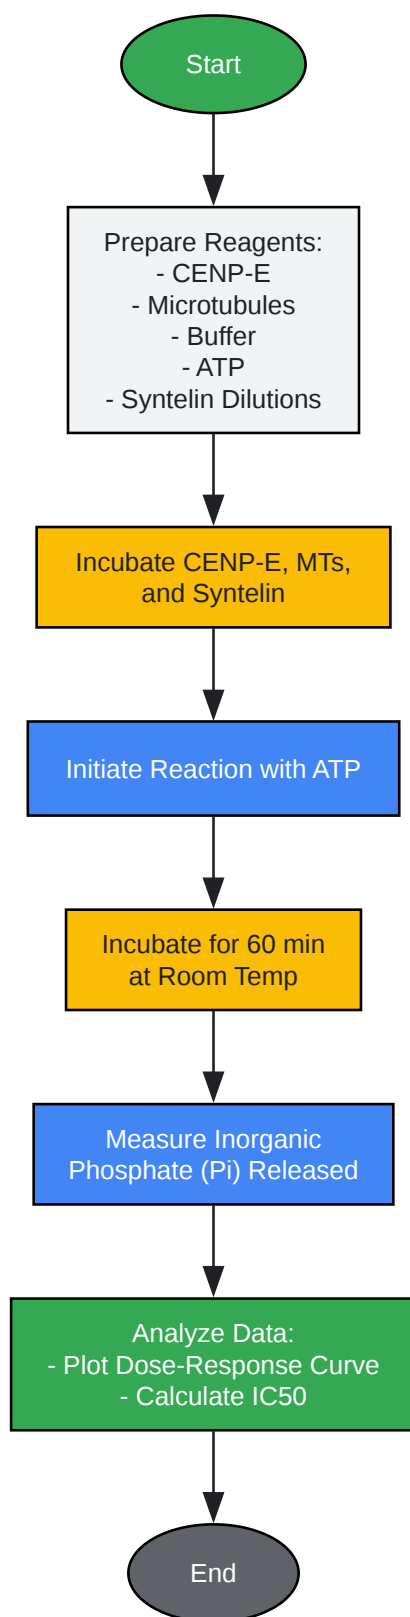 Start
Prepare Reagents:
- CENP-E
- Microtubules
- Buffer
- ATP
- Syntelin Dilutions
Incubate CENP-E, MTs,
and Syntelin
Initiate Reaction with ATP
Incubate for 60 min
at Room Temp
Measure Inorganic
Phosphate (Pi) Released
Analyze Data:
- Plot Dose-Response Curve
- Calculate IC50
End